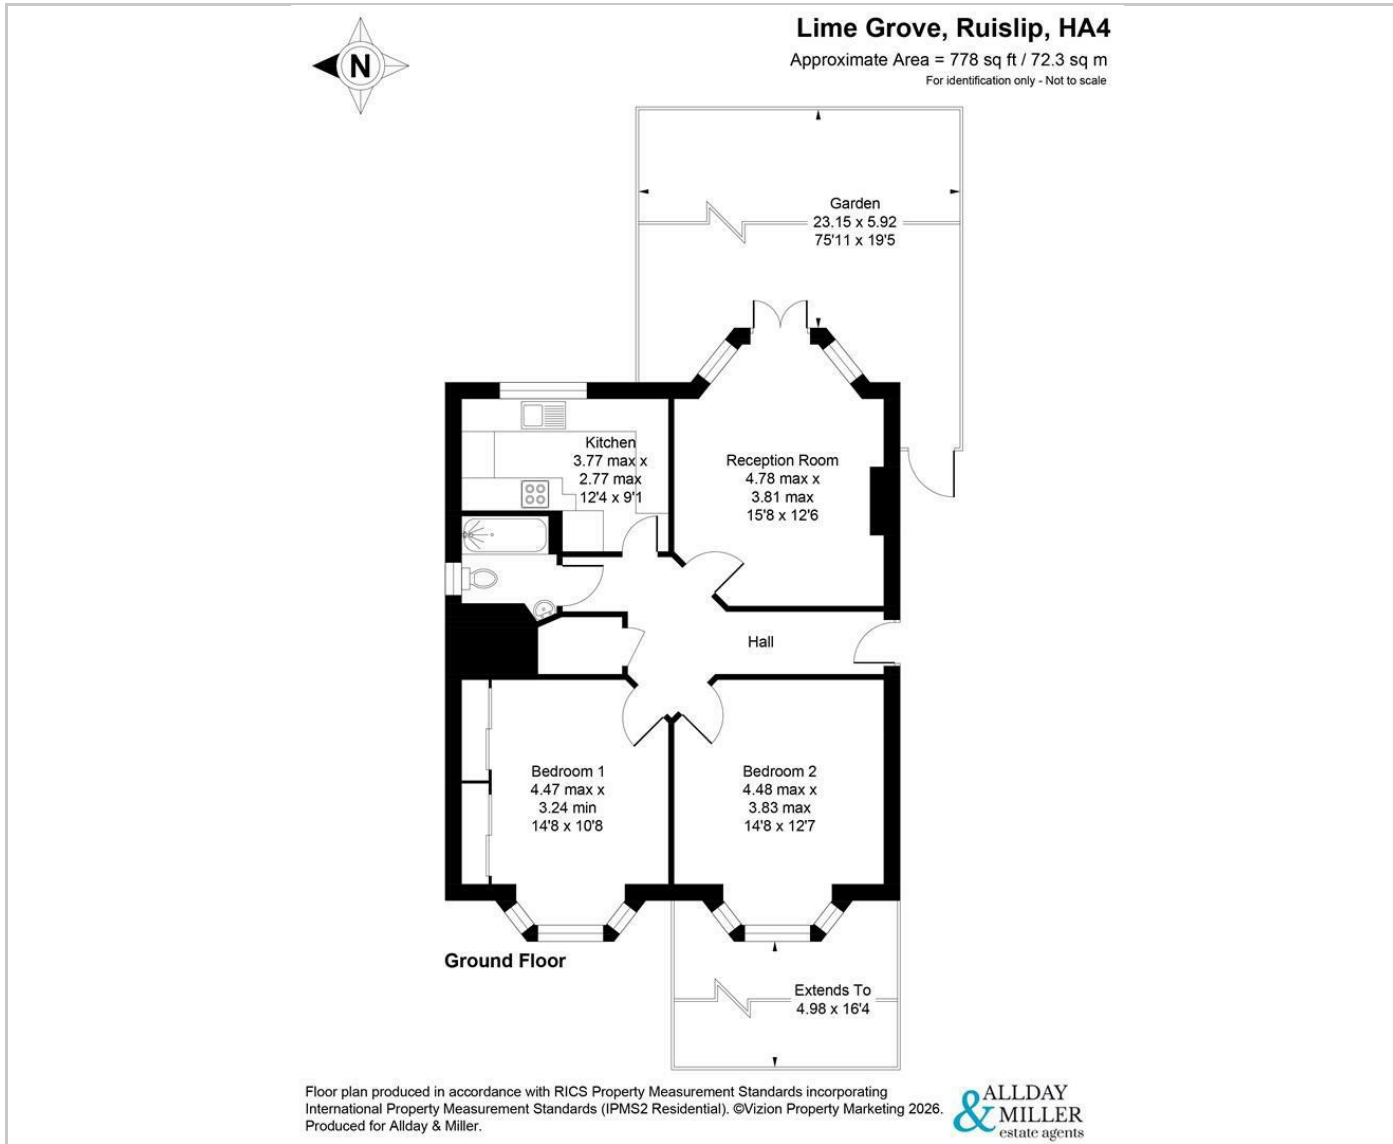 N
Lime Grove, Ruislip, HA4
Approximate Area = 778 sq ft / 72.3 sq m
For identification only - Not to scale
Garden
23.15 x 5.92
75'11 x 19'5
Kitchen
3.77 max x
2.77 max
12'4 x 9'1
Reception Room
4.78 max x
3.81 max
15'8 x 12'6
Hall
Bedroom 1
4.47 max x
3.24 min
14'8 x 10'8
Bedroom 2
4.48 max x
3.83 max
14'8 x 12'7
Ground Floor
Extends To
4.98 x 16'4
Floor plan produced in accordance with RICS Property Measurement Standards incorporating
International Property Measurement Standards (IPMS2 Residential). ©Vizion Property Marketing 2026.
Produced for Allday & Miller.
ALLDAY
& MILLER
estate agents